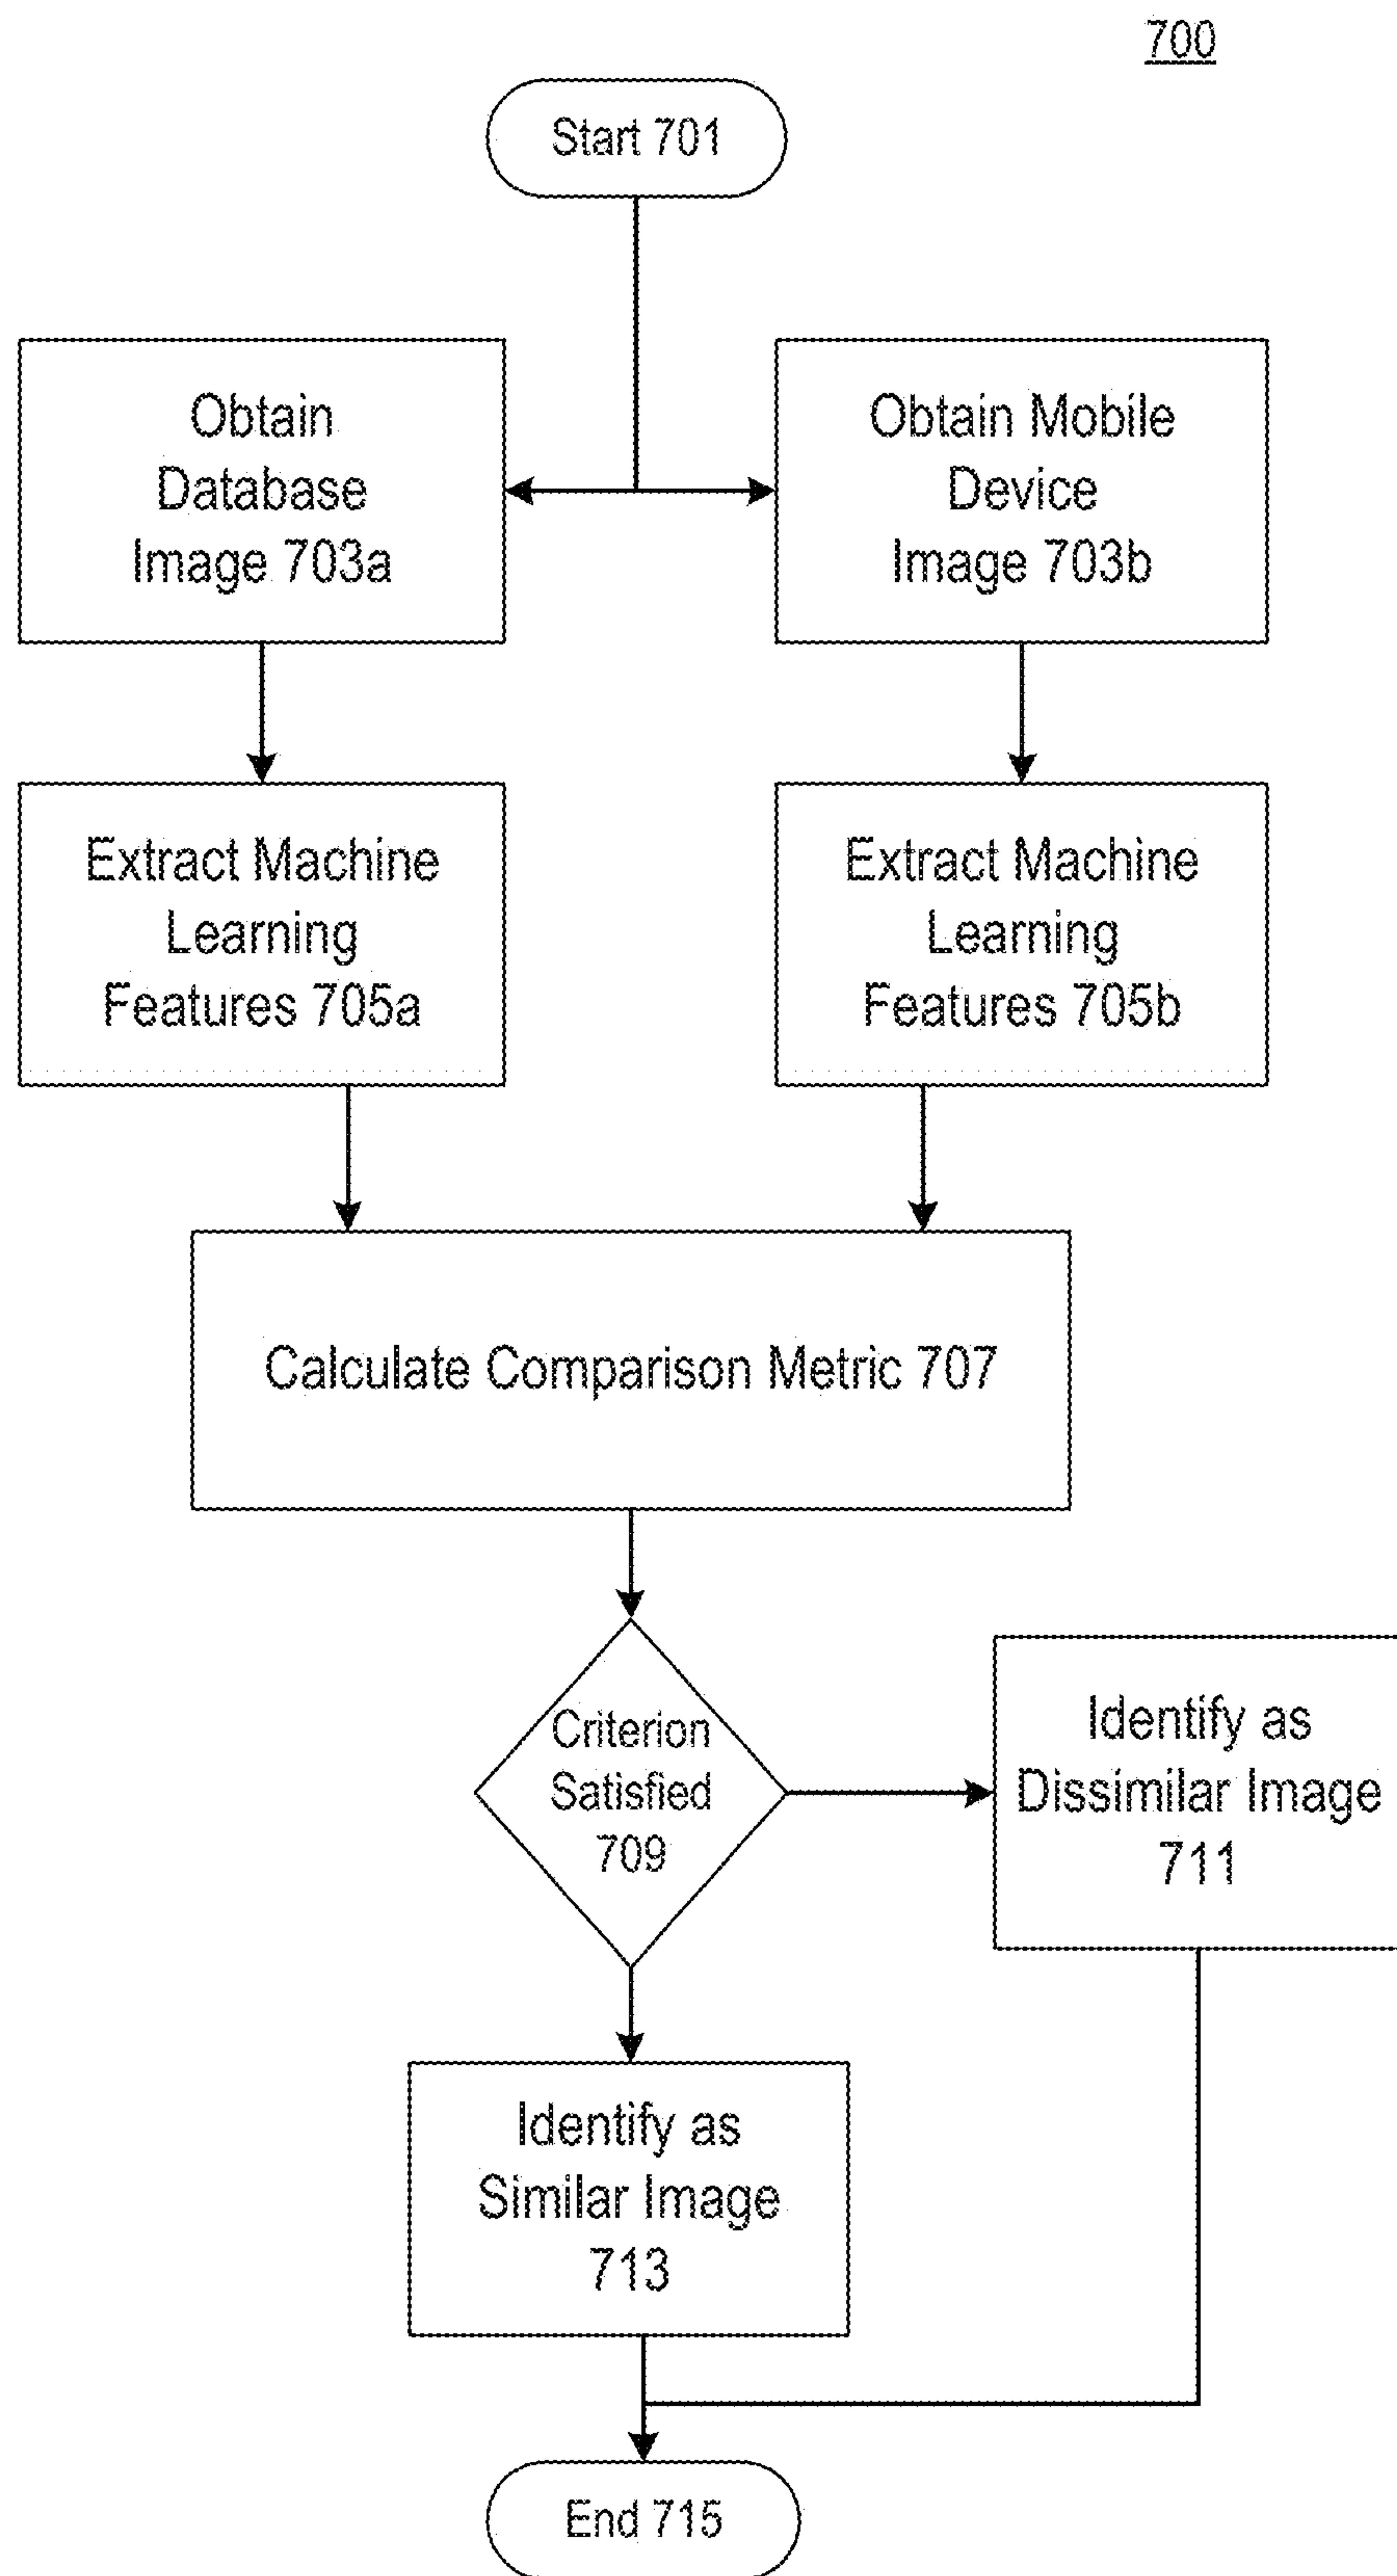 700
Start 701
Obtain
Database
Image 703a
Obtain Mobile
Device
Image 703b
Extract Machine
Learning
Features 705a
Extract Machine
Learning
Features 705b
Calculate Comparison Metric 707
Criterion
Satisfied
709
Identify as
Dissimilar Image
711
Identify as
Similar Image
713
End 715